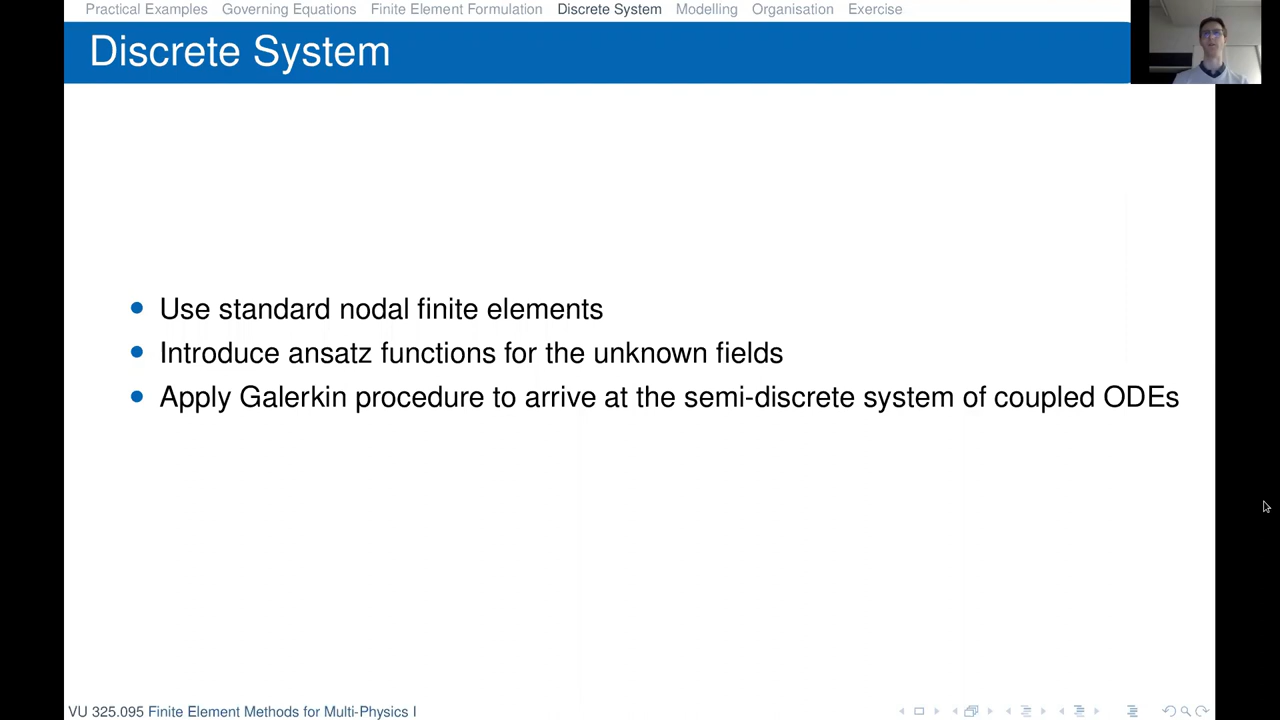 Practical Examples Governing Equations Finite Element Formulation Discrete System Modelling Organisation Exercise
Discrete System
Use standard nodal finite elements
Introduce ansatz functions for the unknown fields
Apply Galerkin procedure to arrive at the semi-discrete system of coupled ODEs
VU 325.095 Finite Element Methods for Multi-Physics I